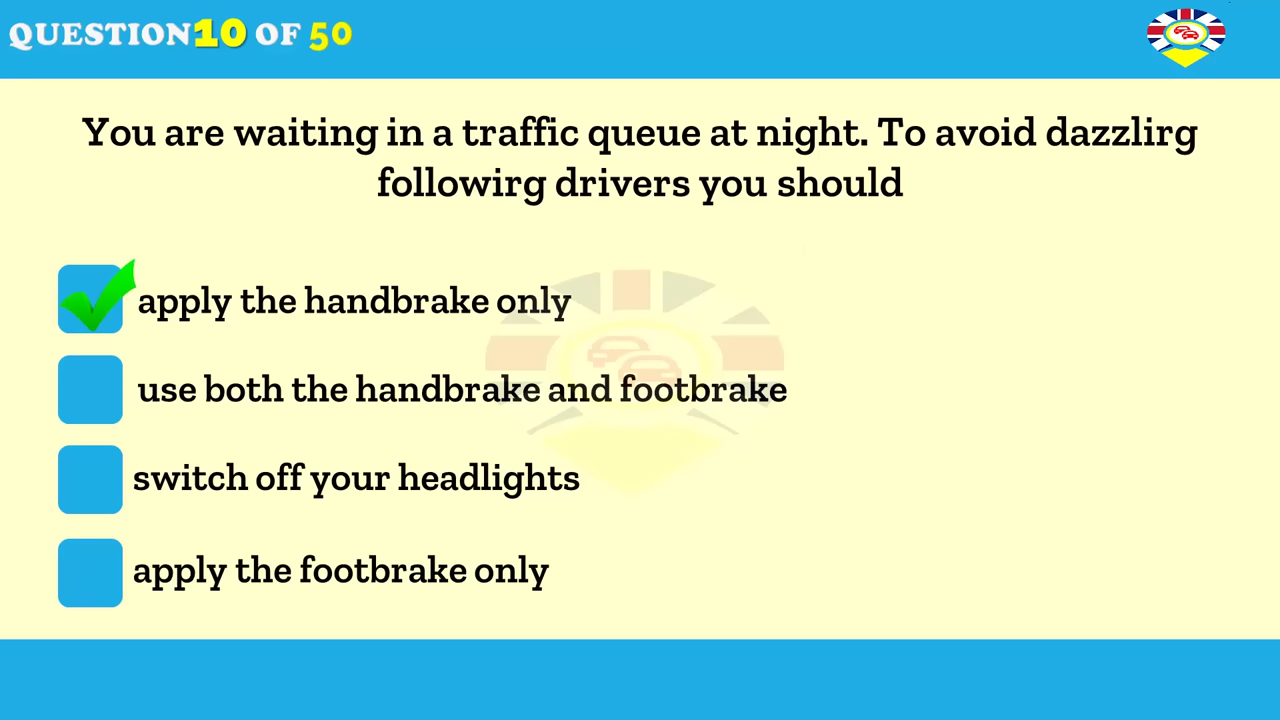 QUESTION10 OF 50
You are waiting in a traffic queue at night. To avoid dazzlirg
followirg drivers you should
apply the handbrake only
use both the handbrake and footbrake
switch off your headlights
apply the footbrake only